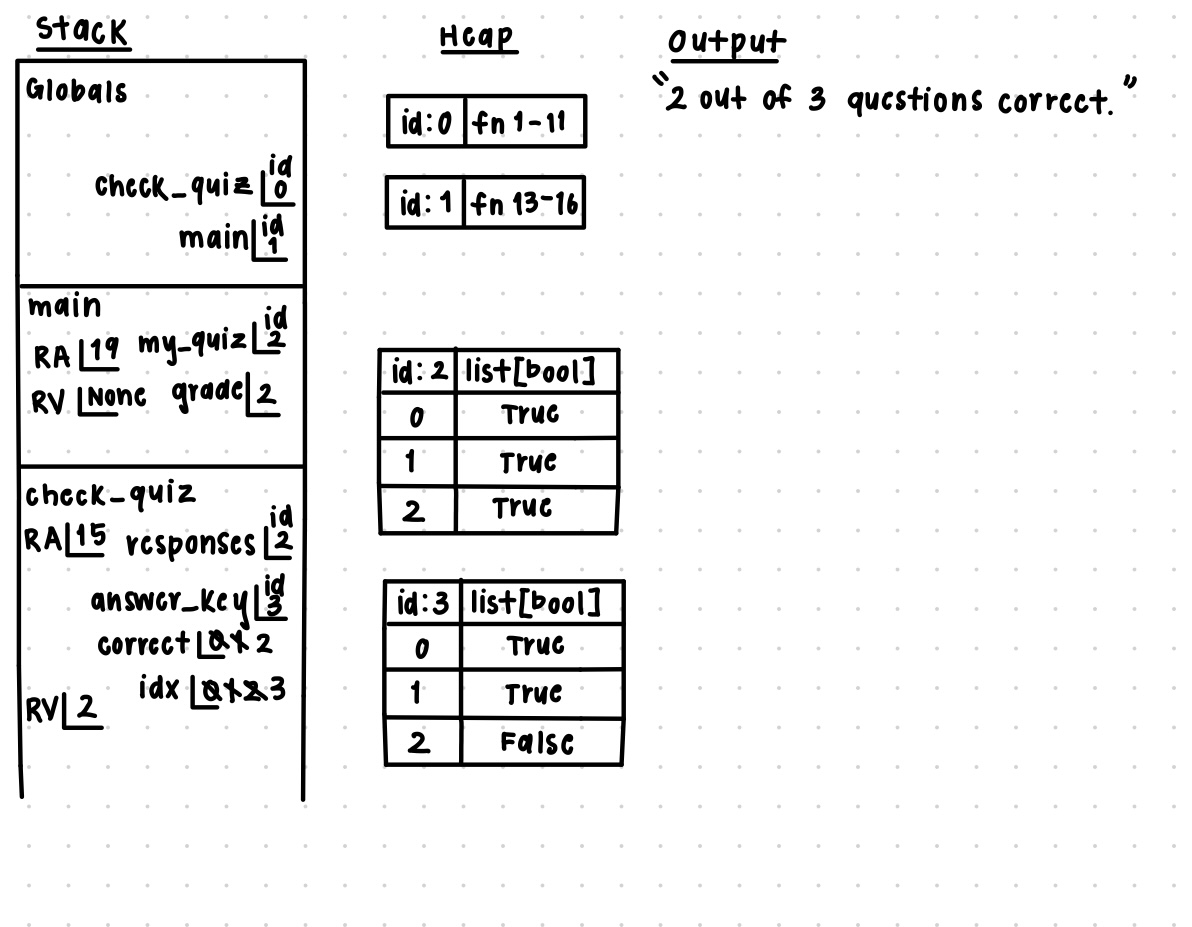 Stack
Globals
check_quiz id 0
main id 1
main
RA 19 my_quiz id 2
RV None grade 2
check_quiz
RA 15 responses id 2
answer_key id 3
correct 0 1 2
idx 0 1 2 3
RV 2
Heap
id:0 fn 1-11
id:1 fn 13-16
id:2 list[bool]
0 True
1 True
2 True
id:3 list[bool]
0 True
1 True
2 False
Output
"2 out of 3 questions correct."